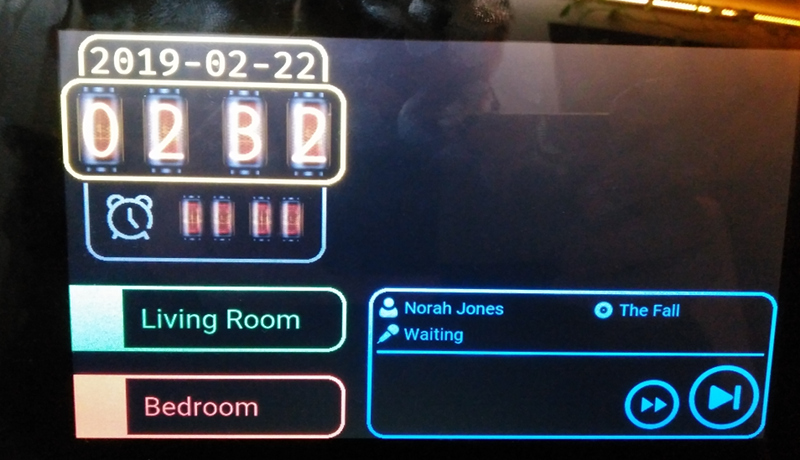 2019-02-22
02 32
Living Room
Bedroom
Norah Jones
The Fall
Waiting